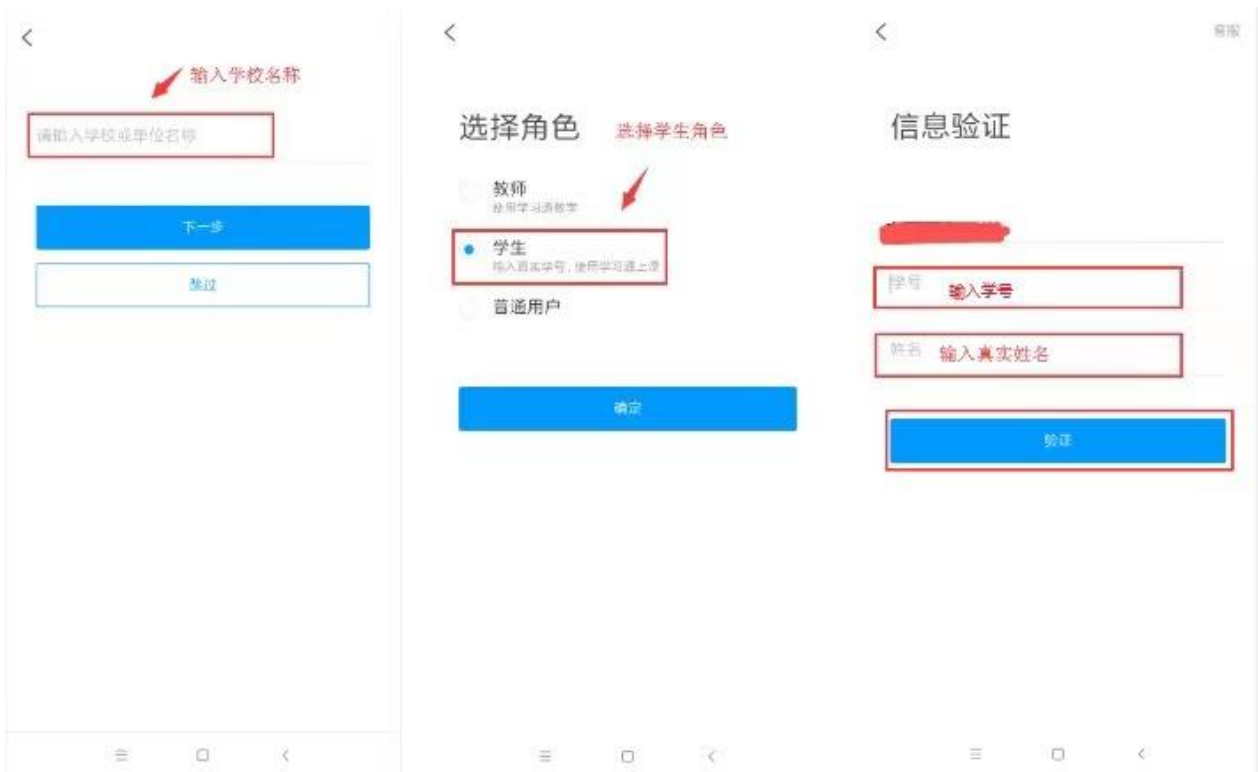 输入学校名称
请输入学校或单位名称
下一步
跳过
选择角色
选择学生角色
教师
使用学习通教学
学生
输入真实学号，使用学习通上课
普通用户
确定
客服
信息验证
学号
输入学号
姓名
输入真实姓名
验证